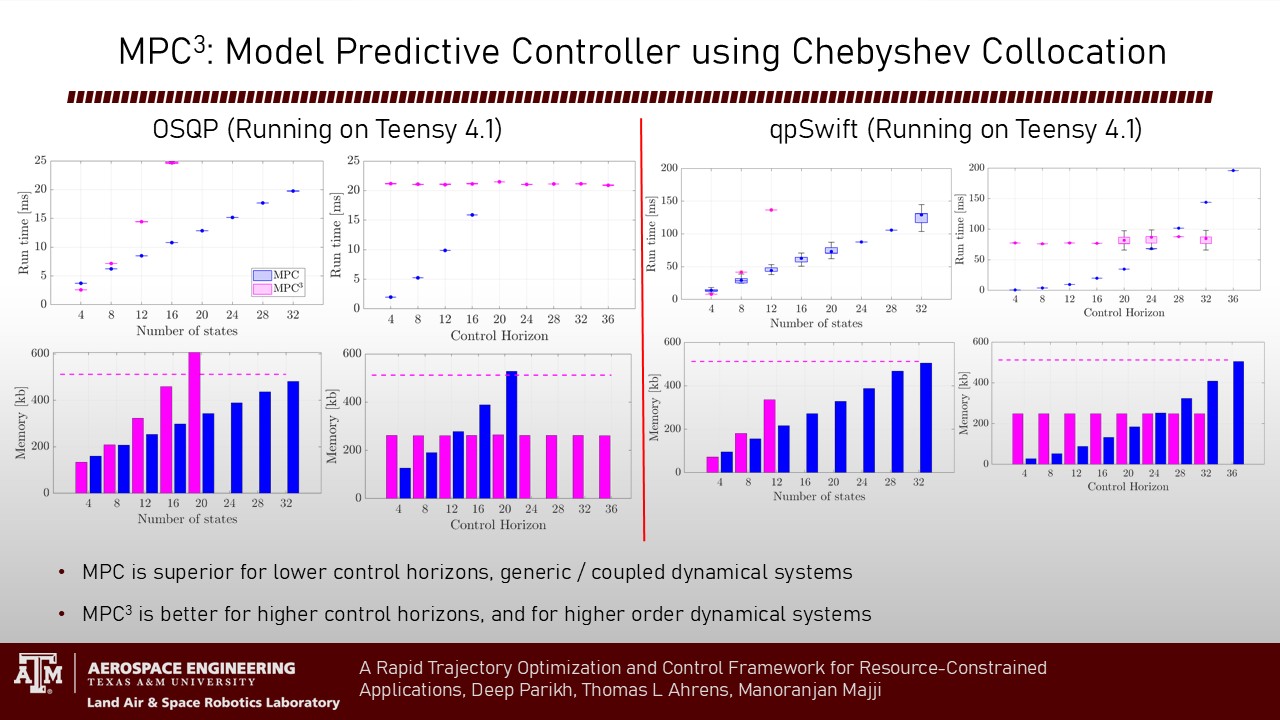 MPC³: Model Predictive Controller using Chebyshev Collocation
OSQP (Running on Teensy 4.1)
qpSwift (Running on Teensy 4.1)
Run time [ms]
25
20
15
10
5
0
4 8 12 16 20 24 28 32
Number of states
MPC
MPC³
Run time [ms]
25
20
15
10
5
0
4 8 12 16 20 24 28 32 36
Control Horizon
Run time [ms]
200
150
100
50
0
4 8 12 16 20 24 28 32
Number of states
Run time [ms]
200
150
100
50
0
4 8 12 16 20 24 28 32 36
Control Horizon
Memory [kb]
600
400
200
0
4 8 12 16 20 24 28 32
Number of states
Memory [kb]
600
400
200
0
4 8 12 16 20 24 28 32 36
Control Horizon
Memory [kb]
600
400
200
0
4 8 12 16 20 24 28 32
Number of states
Memory [kb]
600
400
200
0
4 8 12 16 20 24 28 32 36
Control Horizon
• MPC is superior for lower control horizons, generic / coupled dynamical systems
• MPC³ is better for higher control horizons, and for higher order dynamical systems
ATM
AEROSPACE ENGINEERING
TEXAS A&M UNIVERSITY
Land Air & Space Robotics Laboratory
A Rapid Trajectory Optimization and Control Framework for Resource-Constrained
Applications, Deep Parikh, Thomas L Ahrens, Manoranjan Majji